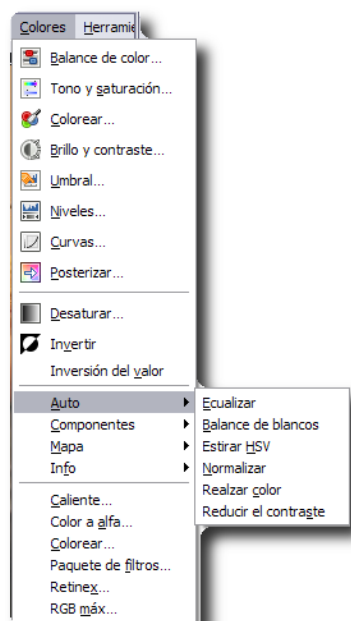 Colores Herramie
Balance de color...
Tono y saturación...
Colorear...
Brillo y contraste...
Umbral...
Niveles...
Curvas...
Posterizar...
Desaturar...
Invertir
Inversión del valor
Auto
Componentes
Mapa
Info
Caliente...
Color a alfa...
Colorear...
Paquete de filtros...
Retinex...
RGB máx...
Ecualizar
Balance de blancos
Estirar HSV
Normalizar
Realzar color
Reducir el contraste